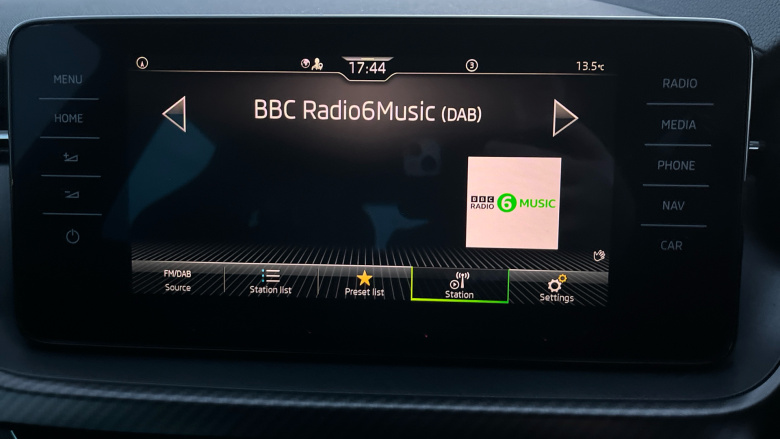 17:44
3
13.5°C
MENU
HOME
BBC Radio6Music (DAB)
RADIO
MEDIA
PHONE
NAV
CAR
BBC
RADIO 6 MUSIC
FM/DAB
Source
Station list
Preset list
Station
Settings